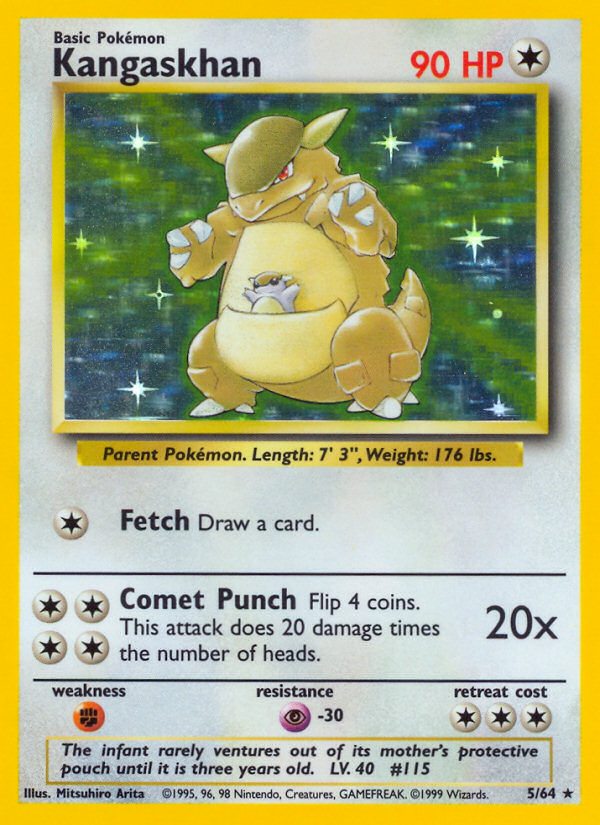 Basic Pokémon
Kangaskhan
90 HP
Parent Pokémon. Length: 7' 3", Weight: 176 lbs.
Fetch Draw a card.
Comet Punch Flip 4 coins.
This attack does 20 damage times
the number of heads.
20x
weakness
resistance
retreat cost
-30
The infant rarely ventures out of its mother's protective
pouch until it is three years old. LV. 40 #115
Illus. Mitsuhiro Arita ©1995, 96, 98 Nintendo, Creatures, GAMEFREAK. ©1999 Wizards. 5/64 ★